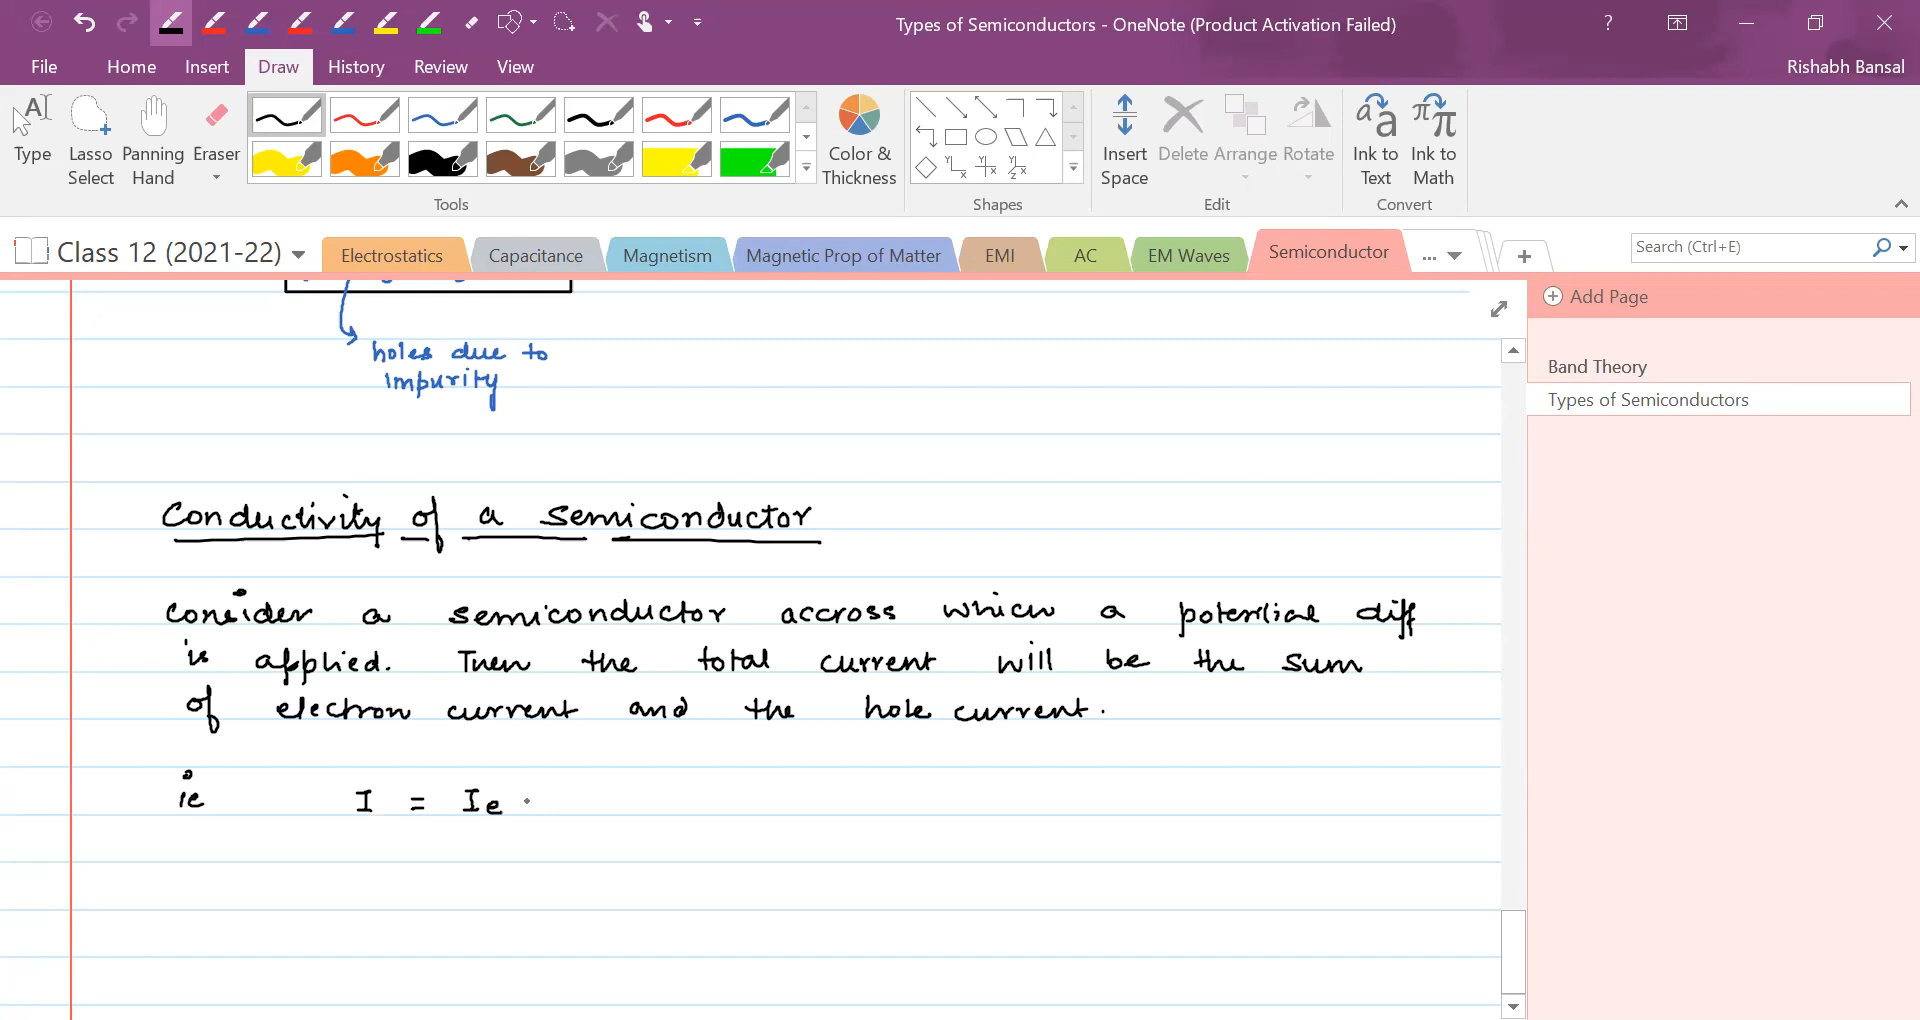 Types of Semiconductors - OneNote (Product Activation Failed)
?
File Home Insert Draw History Review View
Rishabh Bansal
Type
Lasso Select
Panning Hand
Eraser
Color & Thickness
Insert Space
Delete
Arrange
Rotate
Ink to Text
Ink to Math
Tools Shapes Edit Convert
Class 12 (2021-22)
Electrostatics Capacitance Magnetism Magnetic Prop of Matter EMI AC EM Waves Semiconductor ...
Search (Ctrl+E)
Add Page
Band Theory
Types of Semiconductors
holes due to
impurity
Conductivity of a semiconductor
consider a semiconductor accross which a potential diff
is applied. Then the total current will be the sum
of electron current and the hole current.
ie I = Ie